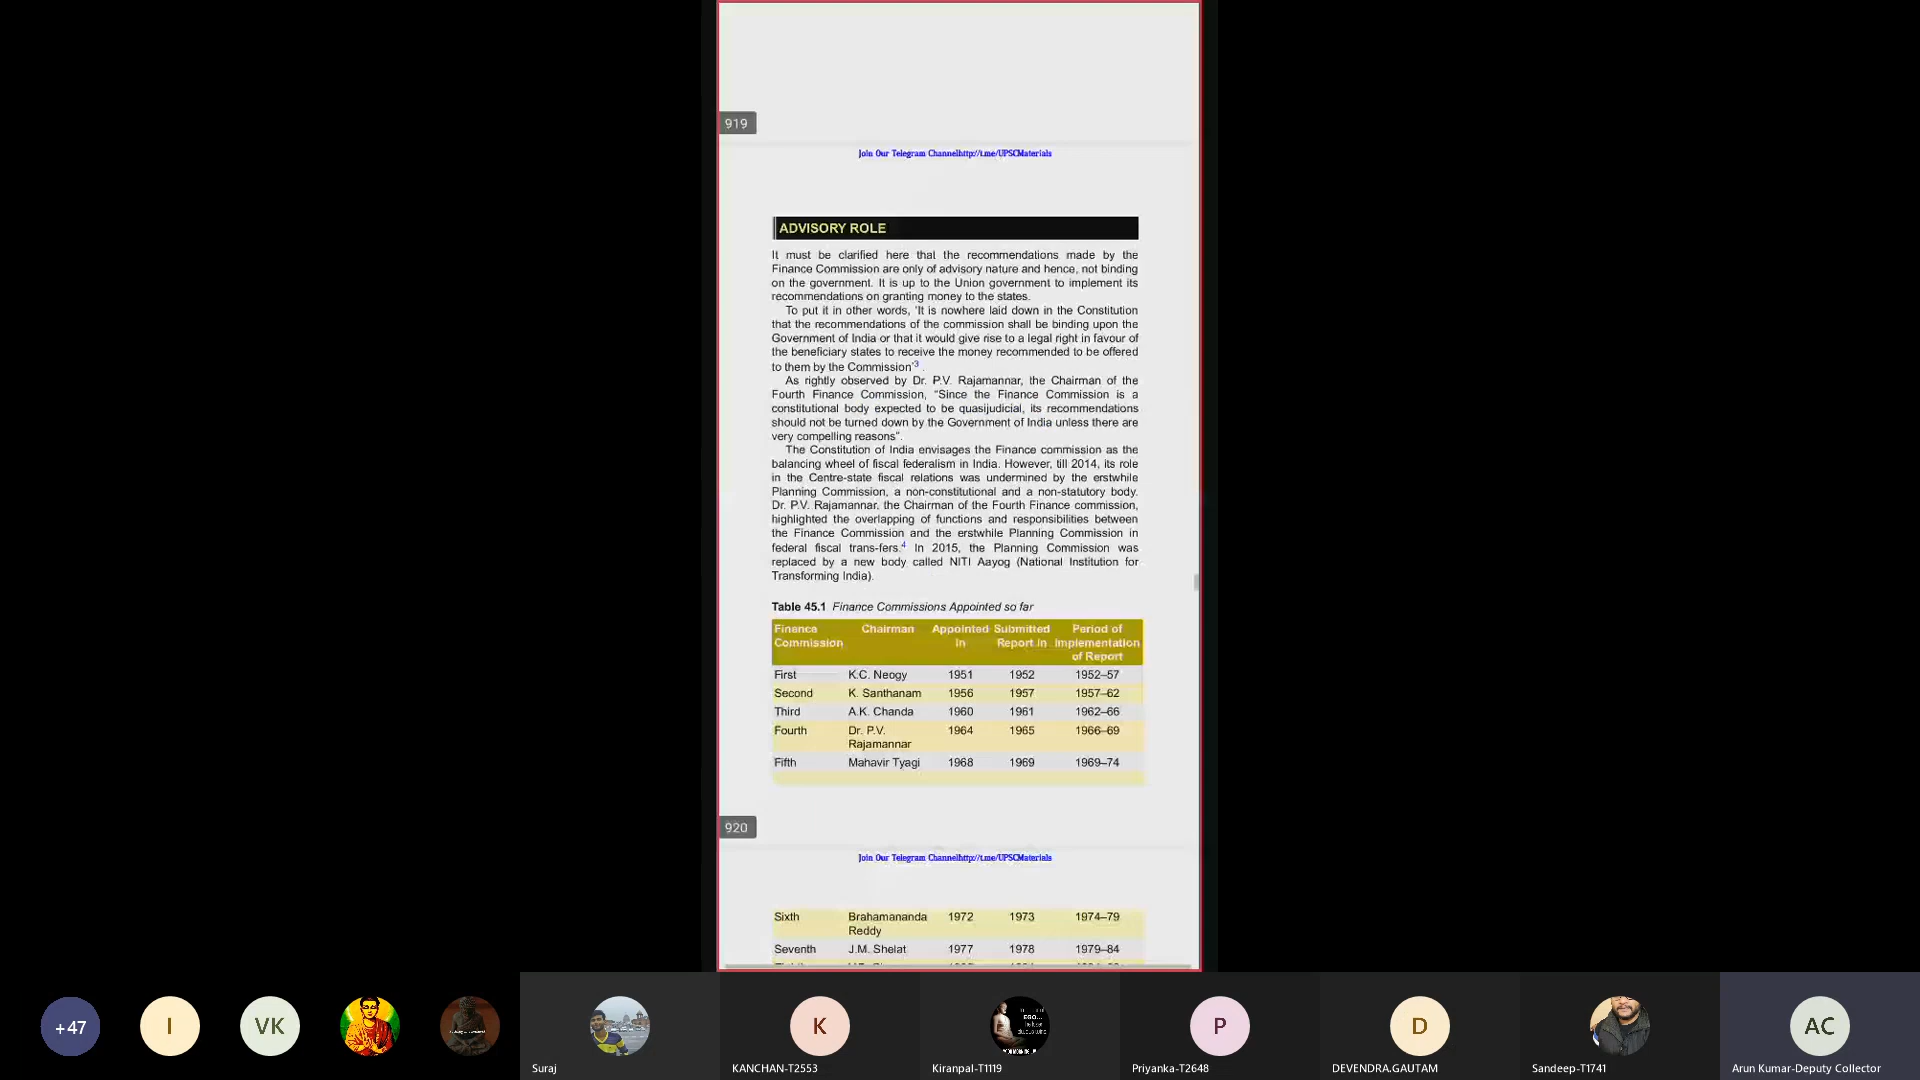 919
Join Our Telegram Channelhttp://t.me/UPSCMaterials
ADVISORY ROLE
It must be clarified here that the recommendations made by the
Finance Commission are only of advisory nature and hence, not binding
on the government. It is up to the Union government to implement its
recommendations on granting money to the states.
To put it in other words, 'It is nowhere laid down in the Constitution
that the recommendations of the commission shall be binding upon the
Government of India or that it would give rise to a legal right in favour of
the beneficiary states to receive the money recommended to be offered
to them by the Commission'3 .
As rightly observed by Dr. P.V. Rajamannar, the Chairman of the
Fourth Finance Commission, “Since the Finance Commission is a
constitutional body expected to be quasijudicial, its recommendations
should not be turned down by the Government of India unless there are
very compelling reasons”.
The Constitution of India envisages the Finance commission as the
balancing wheel of fiscal federalism in India. However, till 2014, its role
in the Centre-state fiscal relations was undermined by the erstwhile
Planning Commission, a non-constitutional and a non-statutory body.
Dr. P.V. Rajamannar, the Chairman of the Fourth Finance commission,
highlighted the overlapping of functions and responsibilities between
the Finance Commission and the erstwhile Planning Commission in
federal fiscal trans-fers.4 In 2015, the Planning Commission was
replaced by a new body called NITI Aayog (National Institution for
Transforming India).
Table 45.1 Finance Commissions Appointed so far
Finance Commission Chairman Appointed in Submitted Report in Period of Implementation of Report
First K.C. Neogy 1951 1952 1952–57
Second K. Santhanam 1956 1957 1957–62
Third A.K. Chanda 1960 1961 1962–66
Fourth Dr. P.V. Rajamannar 1964 1965 1966–69
Fifth Mahavir Tyagi 1968 1969 1969–74
920
Join Our Telegram Channelhttp://t.me/UPSCMaterials
Sixth Brahamananda Reddy 1972 1973 1974–79
Seventh J.M. Shelat 1977 1978 1979–84
+47
I
VK
K
P
D
AC
EGO...
Suraj
KANCHAN-T2553
Kiranpal-T1119
Priyanka-T2648
DEVENDRA.GAUTAM
Sandeep-T1741
Arun Kumar-Deputy Collector